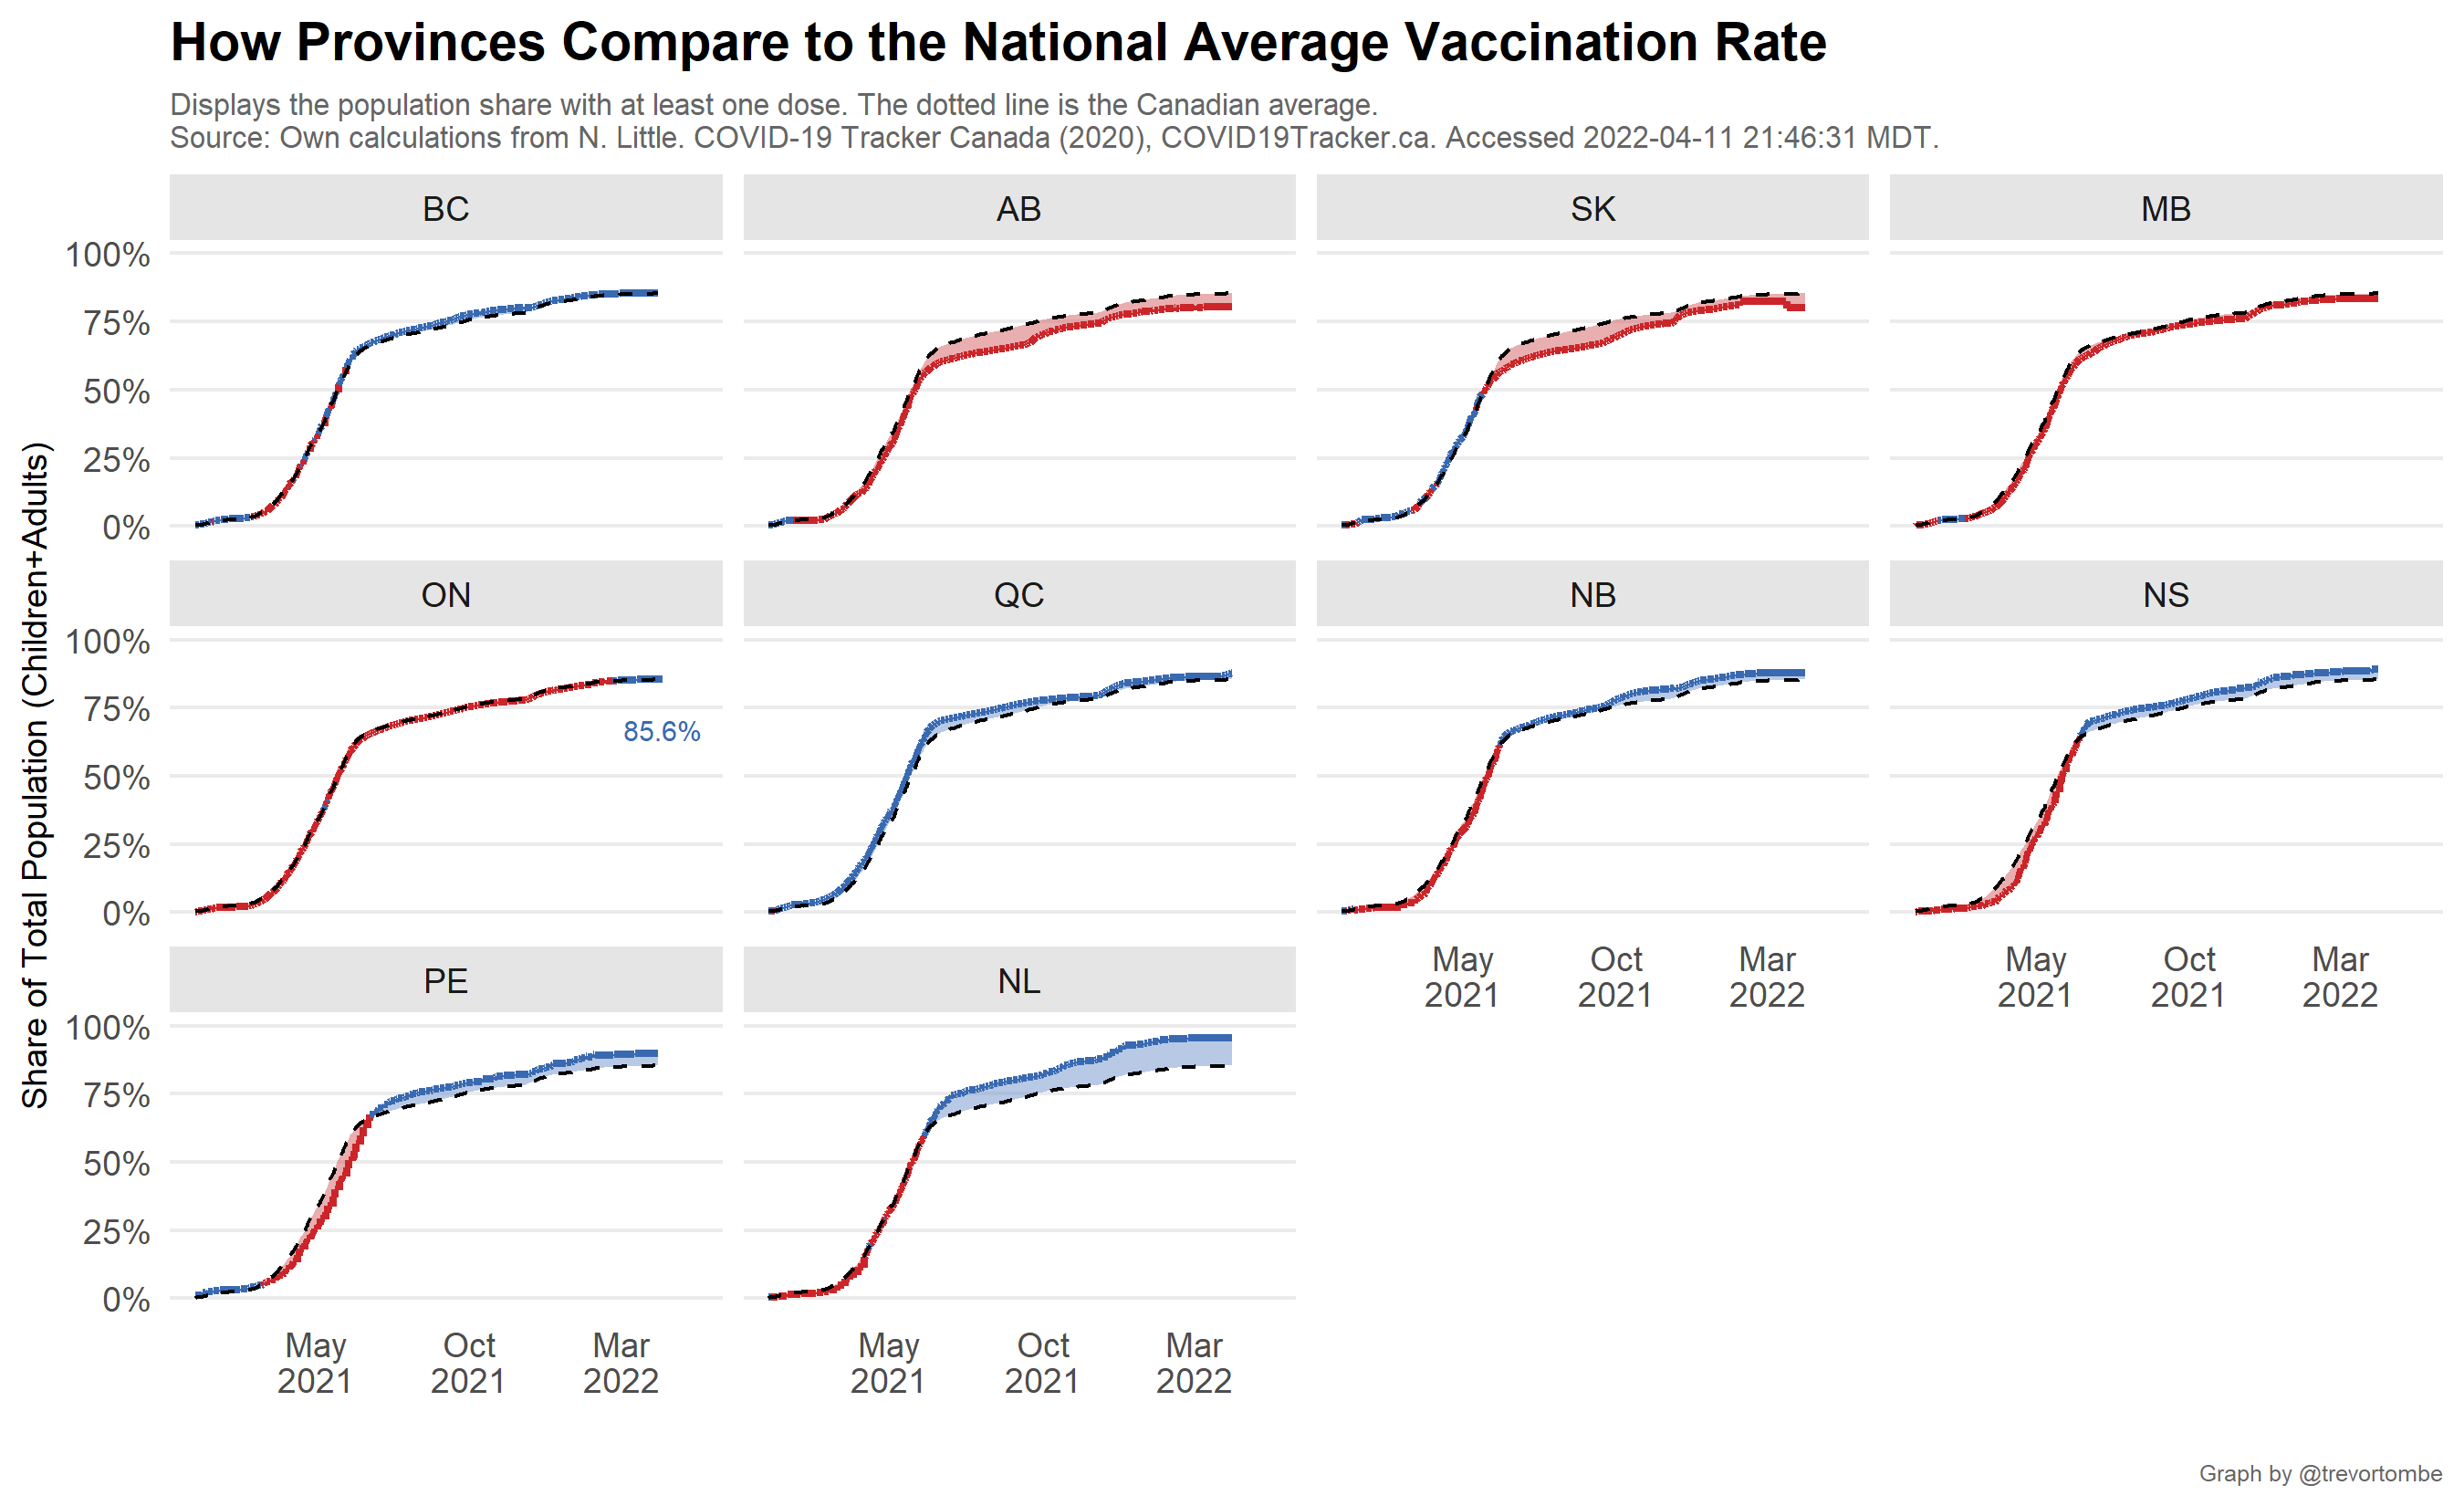 How Provinces Compare to the National Average Vaccination Rate
Displays the population share with at least one dose. The dotted line is the Canadian average.
Source: Own calculations from N. Little. COVID-19 Tracker Canada (2020), COVID19Tracker.ca. Accessed 2022-04-11 21:46:31 MDT.
Share of Total Population (Children+Adults)
BC
AB
SK
MB
100%
75%
50%
25%
0%
ON
QC
NB
NS
100%
75%
50%
25%
0%
85.6%
May
2021
Oct
2021
Mar
2022
May
2021
Oct
2021
Mar
2022
PE
NL
100%
75%
50%
25%
0%
May
2021
Oct
2021
Mar
2022
May
2021
Oct
2021
Mar
2022
Graph by @trevortombe